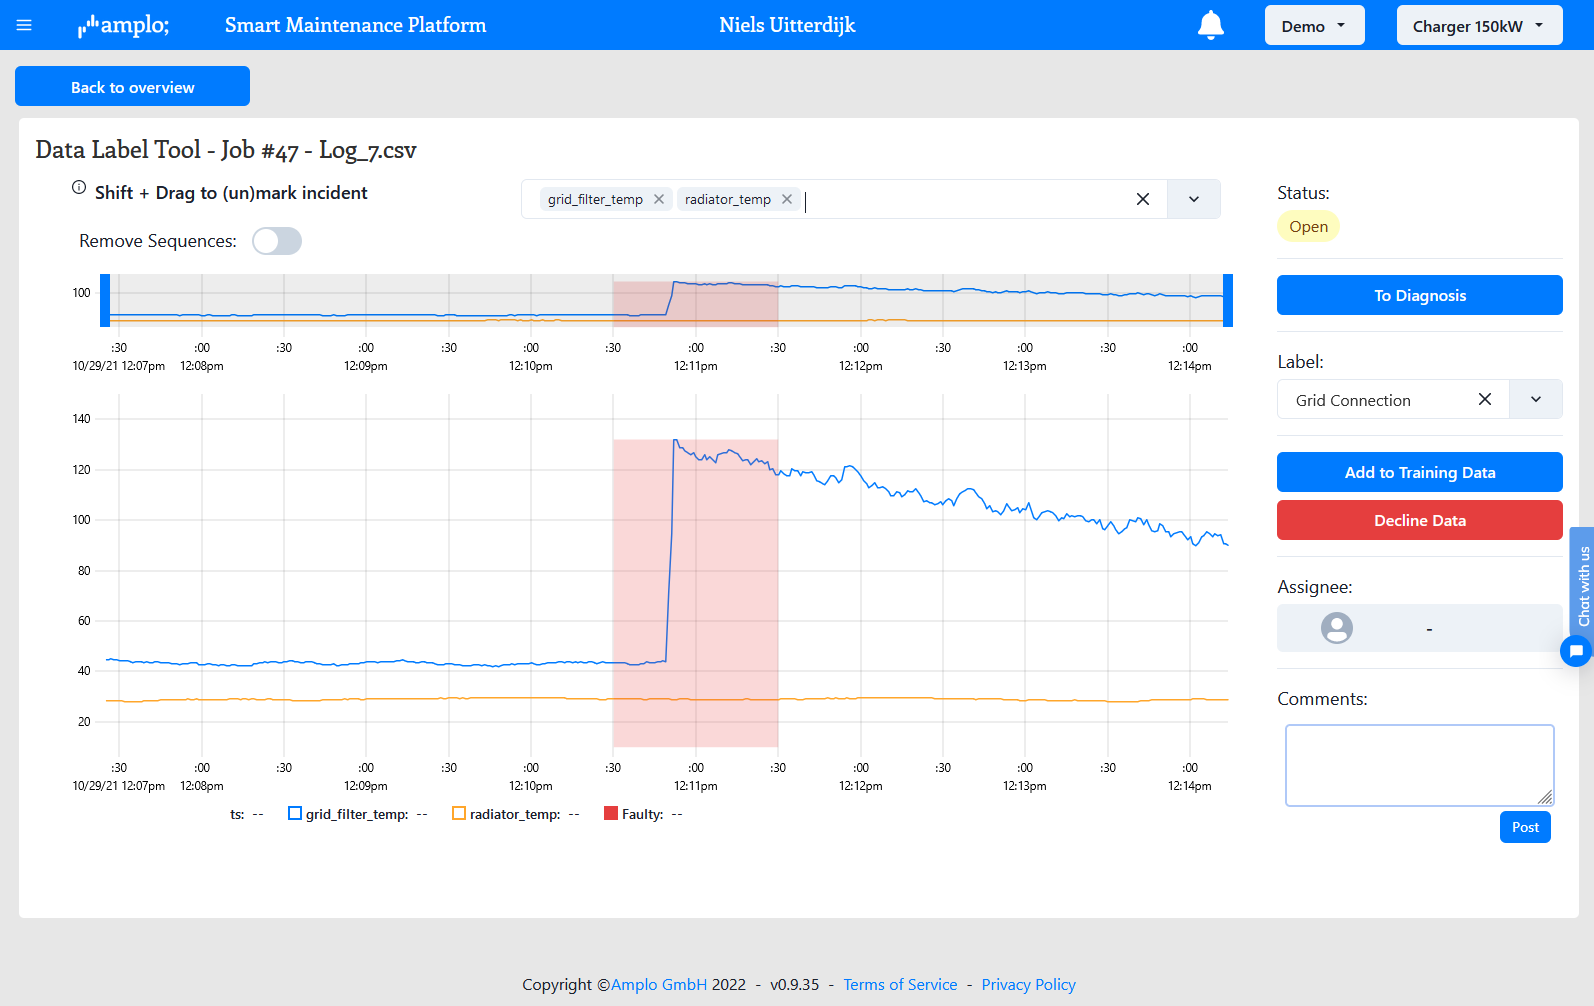 amplo;
Smart Maintenance Platform
Niels Uitterdijk
Demo
Charger 150kW
Back to overview
Data Label Tool - Job #47 - Log_7.csv
Shift + Drag to (un)mark incident
grid_filter_temp
radiator_temp
Remove Sequences:
100
:30 :00 :30 :00 :30 :00 :30 :00 :30 :00 :30 :00 :30 :00
10/29/21 12:07pm 12:08pm 12:09pm 12:10pm 12:11pm 12:12pm 12:13pm 12:14pm
140
120
100
80
60
40
20
:30 :00 :30 :00 :30 :00 :30 :00 :30 :00 :30 :00 :30 :00
10/29/21 12:07pm 12:08pm 12:09pm 12:10pm 12:11pm 12:12pm 12:13pm 12:14pm
ts: -- grid_filter_temp: -- radiator_temp: -- Faulty: --
Status:
Open
To Diagnosis
Label:
Grid Connection
Add to Training Data
Decline Data
Assignee:
-
Comments:
Post
Chat with us
Copyright ©Amplo GmbH 2022 - v0.9.35 - Terms of Service - Privacy Policy